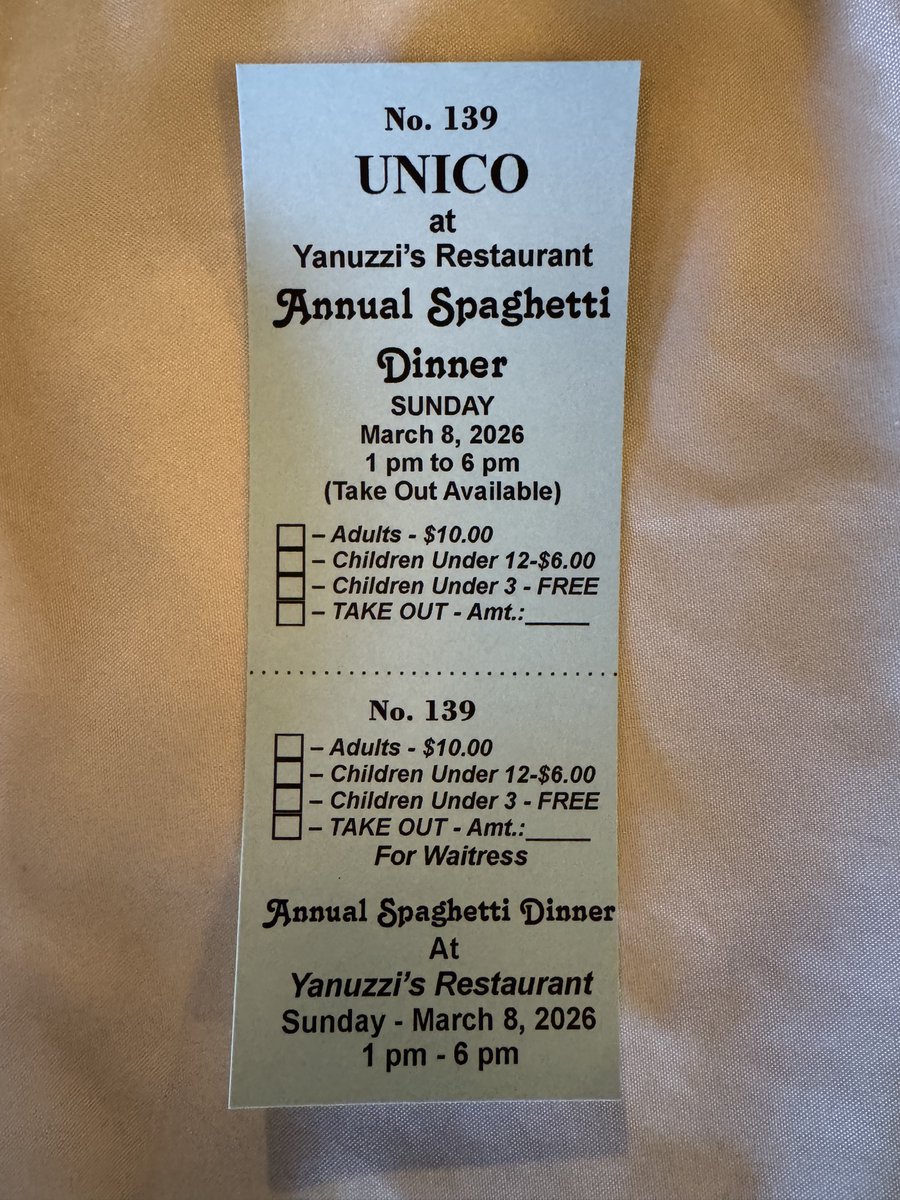 No. 139
UNICO
at
Yanuzzi's Restaurant
Annual Spaghetti
Dinner
SUNDAY
March 8, 2026
1 pm to 6 pm
(Take Out Available)
– Adults - $10.00
– Children Under 12-$6.00
– Children Under 3 - FREE
– TAKE OUT - Amt.:_____
No. 139
– Adults - $10.00
– Children Under 12-$6.00
– Children Under 3 - FREE
– TAKE OUT - Amt.:_____
For Waitress
Annual Spaghetti Dinner
At
Yanuzzi's Restaurant
Sunday - March 8, 2026
1 pm - 6 pm